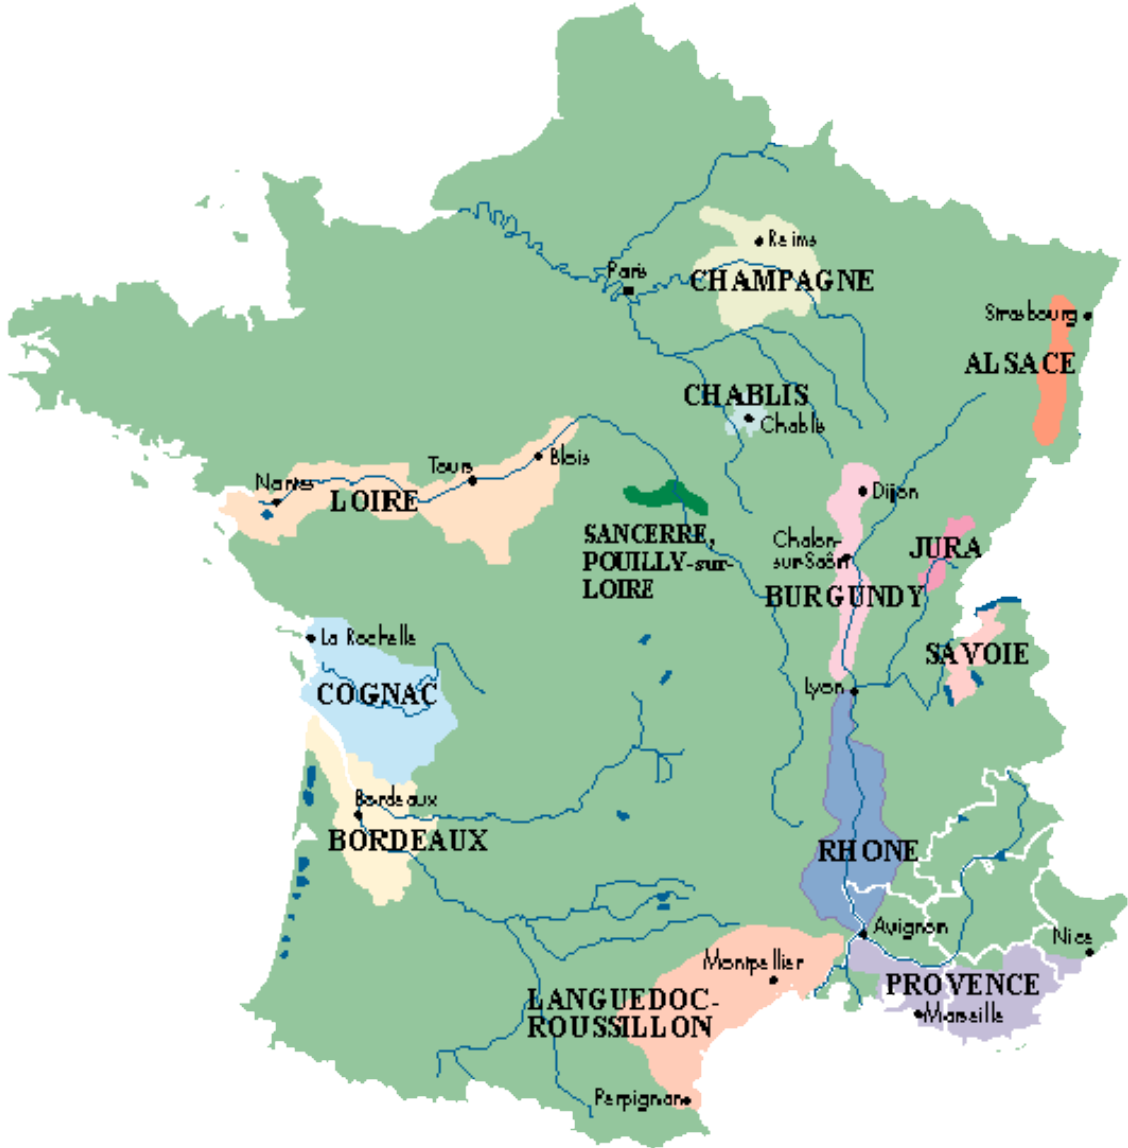 Reims
Paris
CHAMPAGNE
Strasbourg
ALSACE
CHABLIS
Chablis
Blois
Tours
Nantes
LOIRE
Dijon
SANCERRE,
POUILLY-sur-
LOIRE
Chalon-
sur-Saôn
JURA
BURGUNDY
La Rochelle
SAVOIE
COGNAC
Lyon
Bordeaux
BORDEAUX
RHONE
Avignon
Nice
Montpellier
PROVENCE
LANGUEDOC-
ROUSSILLON
Marseille
Perpignan